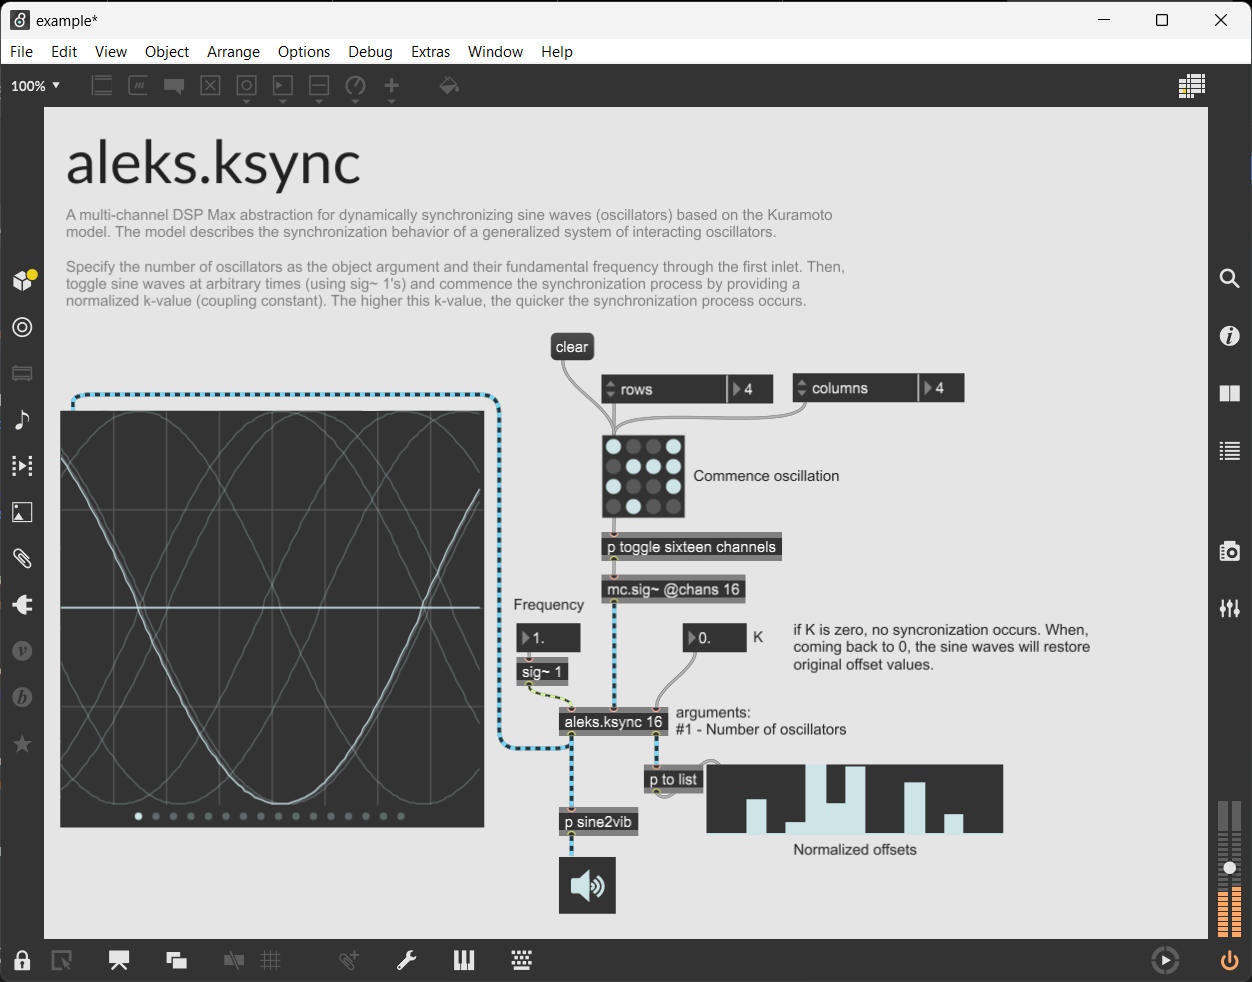 example*
File Edit View Object Arrange Options Debug Extras Window Help
100%
aleks.ksync
A multi-channel DSP Max abstraction for dynamically synchronizing sine waves (oscillators) based on the Kuramoto
model. The model describes the synchronization behavior of a generalized system of interacting oscillators.
Specify the number of oscillators as the object argument and their fundamental frequency through the first inlet. Then,
toggle sine waves at arbitrary times (using sig~ 1's) and commence the synchronization process by providing a
normalized k-value (coupling constant). The higher this k-value, the quicker the synchronization process occurs.
clear
rows 4
columns 4
Commence oscillation
p toggle sixteen channels
mc.sig~ @chans 16
Frequency
1.
0. K
if K is zero, no syncronization occurs. When,
coming back to 0, the sine waves will restore
original offset values.
sig~ 1
aleks.ksync 16
arguments:
#1 - Number of oscillators
p to list
p sine2vib
Normalized offsets